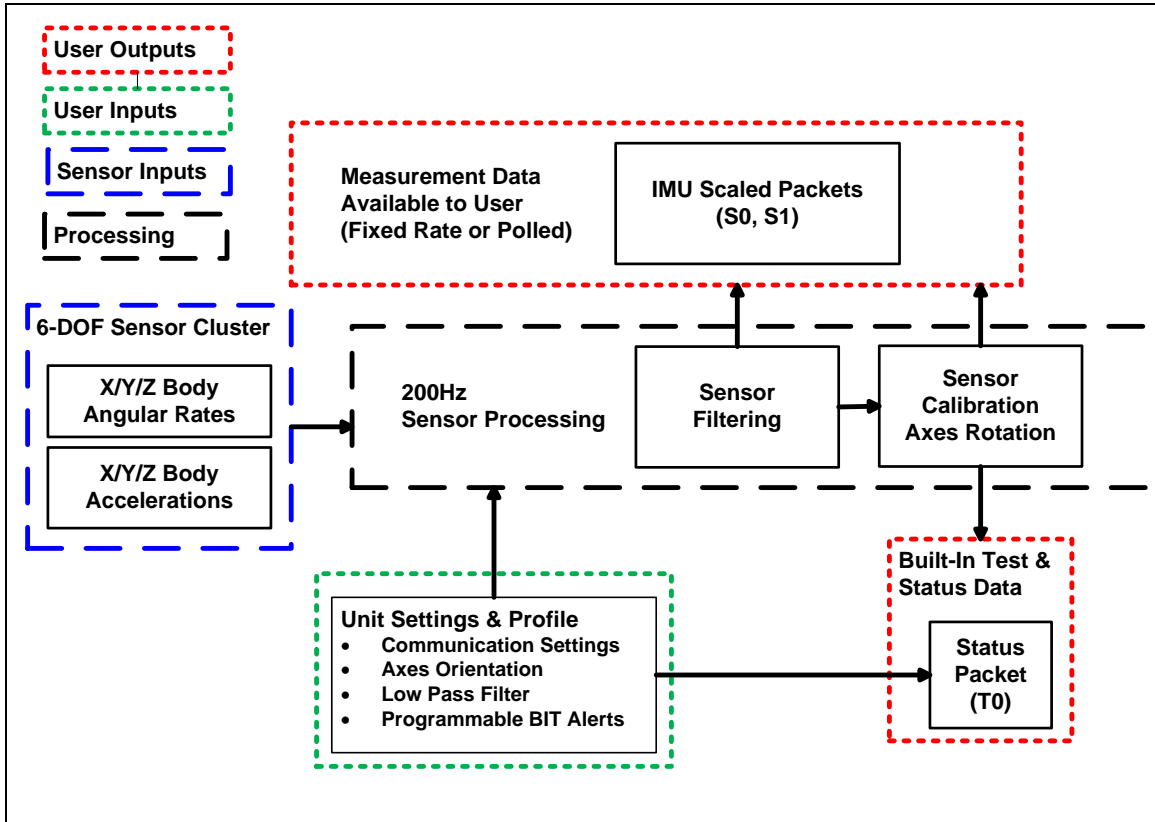 User Outputs
User Inputs
Sensor Inputs
Processing
Measurement Data
Available to User
(Fixed Rate or Polled)
IMU Scaled Packets
(S0, S1)
6-DOF Sensor Cluster
X/Y/Z Body
Angular Rates
X/Y/Z Body
Accelerations
200Hz
Sensor Processing
Sensor
Filtering
Sensor
Calibration
Axes Rotation
Unit Settings & Profile
• Communication Settings
• Axes Orientation
• Low Pass Filter
• Programmable BIT Alerts
Built-In Test &
Status Data
Status
Packet
(T0)